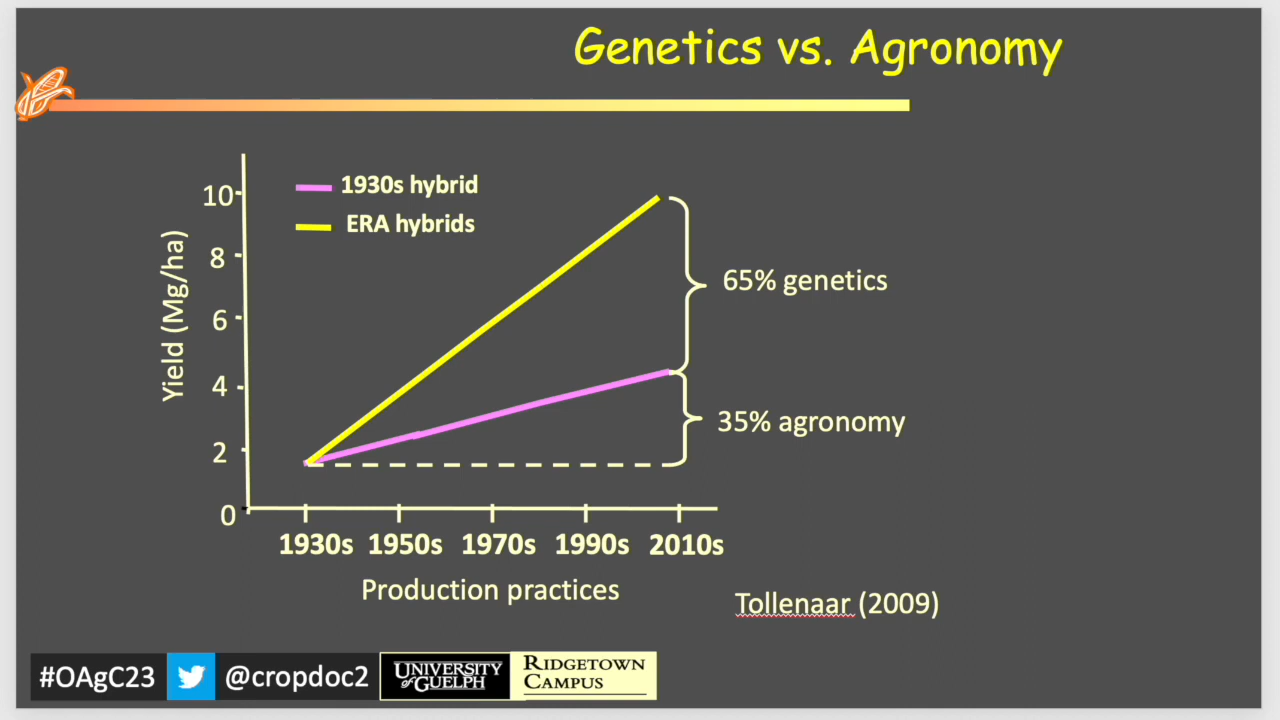 Genetics vs. Agronomy
1930s hybrid
ERA hybrids
Yield (Mg/ha)
10
8
6
4
2
0
65% genetics
35% agronomy
1930s 1950s 1970s 1990s 2010s
Production practices
Tollenaar (2009)
#OAgC23 @cropdoc2
UNIVERSITY
of GUELPH
RIDGETOWN
CAMPUS